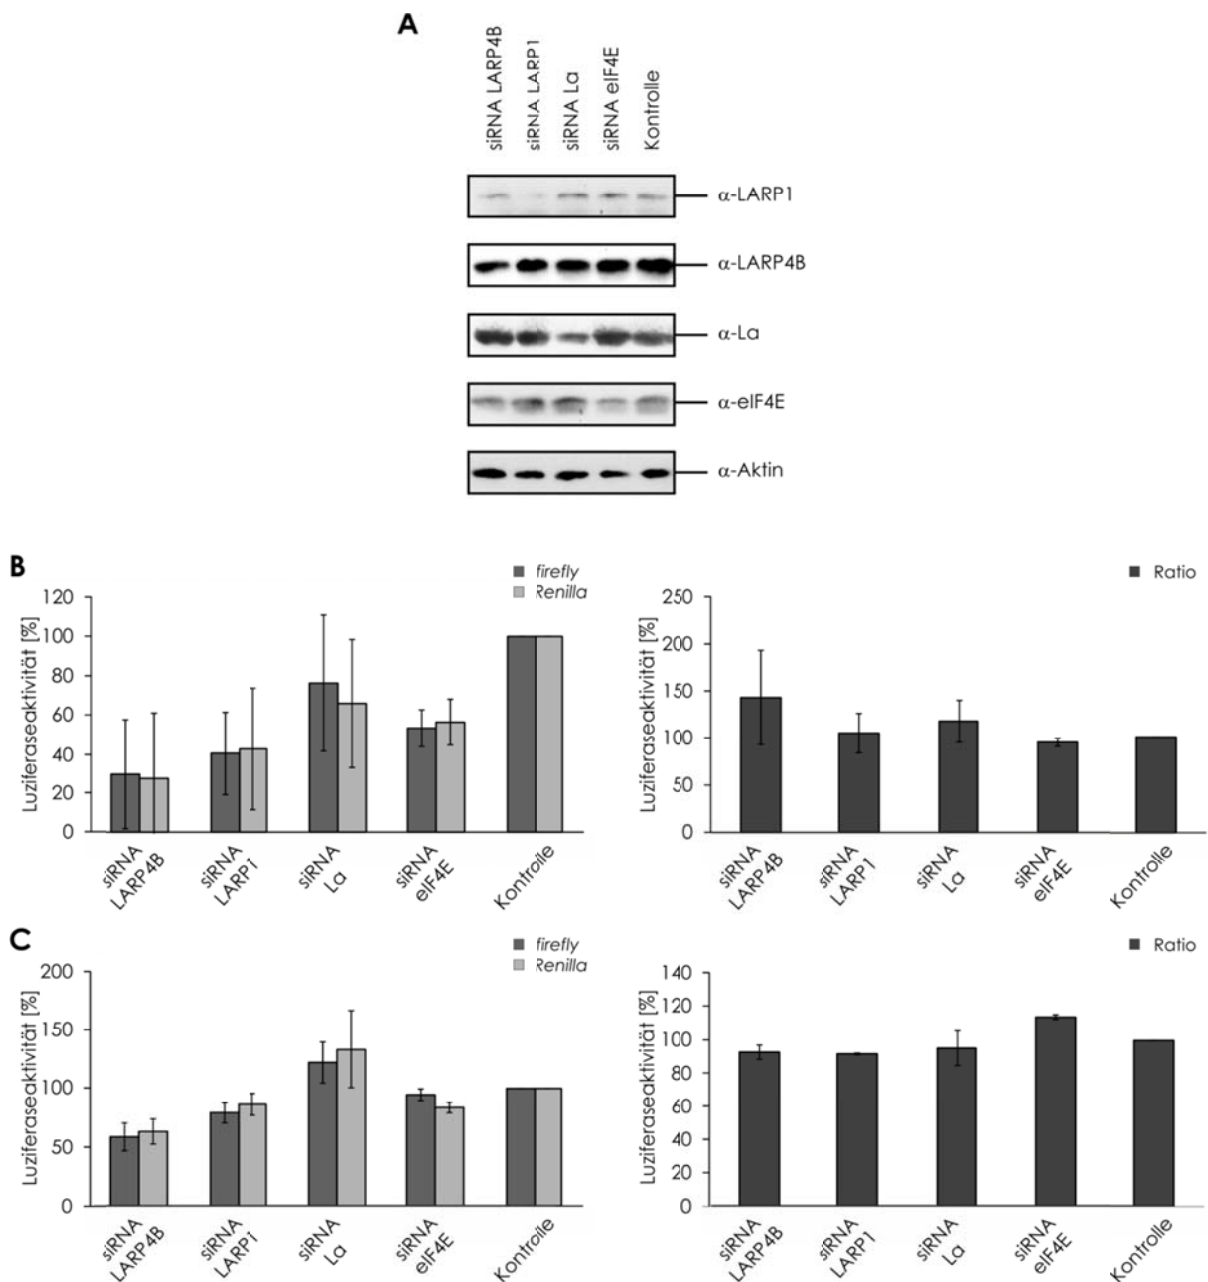 A
siRNA LARP4B
siRNA LARP1
siRNA La
siRNA eIF4E
Kontrolle
α-LARP1
α-LARP4B
α-La
α-eIF4E
α-Aktin
B
firefly
Renilla
Luziferaseaktivität [%]
120
100
80
60
40
20
0
siRNA
LARP4B
siRNA
LARP1
siRNA
La
siRNA
eIF4E
Kontrolle
Ratio
Luziferaseaktivität [%]
250
200
150
100
50
0
siRNA
LARP4B
siRNA
LARP1
siRNA
La
siRNA
eIF4E
Kontrolle
C
firefly
Renilla
Luziferaseaktivität [%]
200
150
100
50
0
siRNA
LARP4B
siRNA
LARP1
siRNA
La
siRNA
eIF4E
Kontrolle
Ratio
Luziferaseaktivität [%]
140
120
100
80
60
40
20
0
siRNA
LARP4B
siRNA
LARP1
siRNA
La
siRNA
eIF4E
Kontrolle